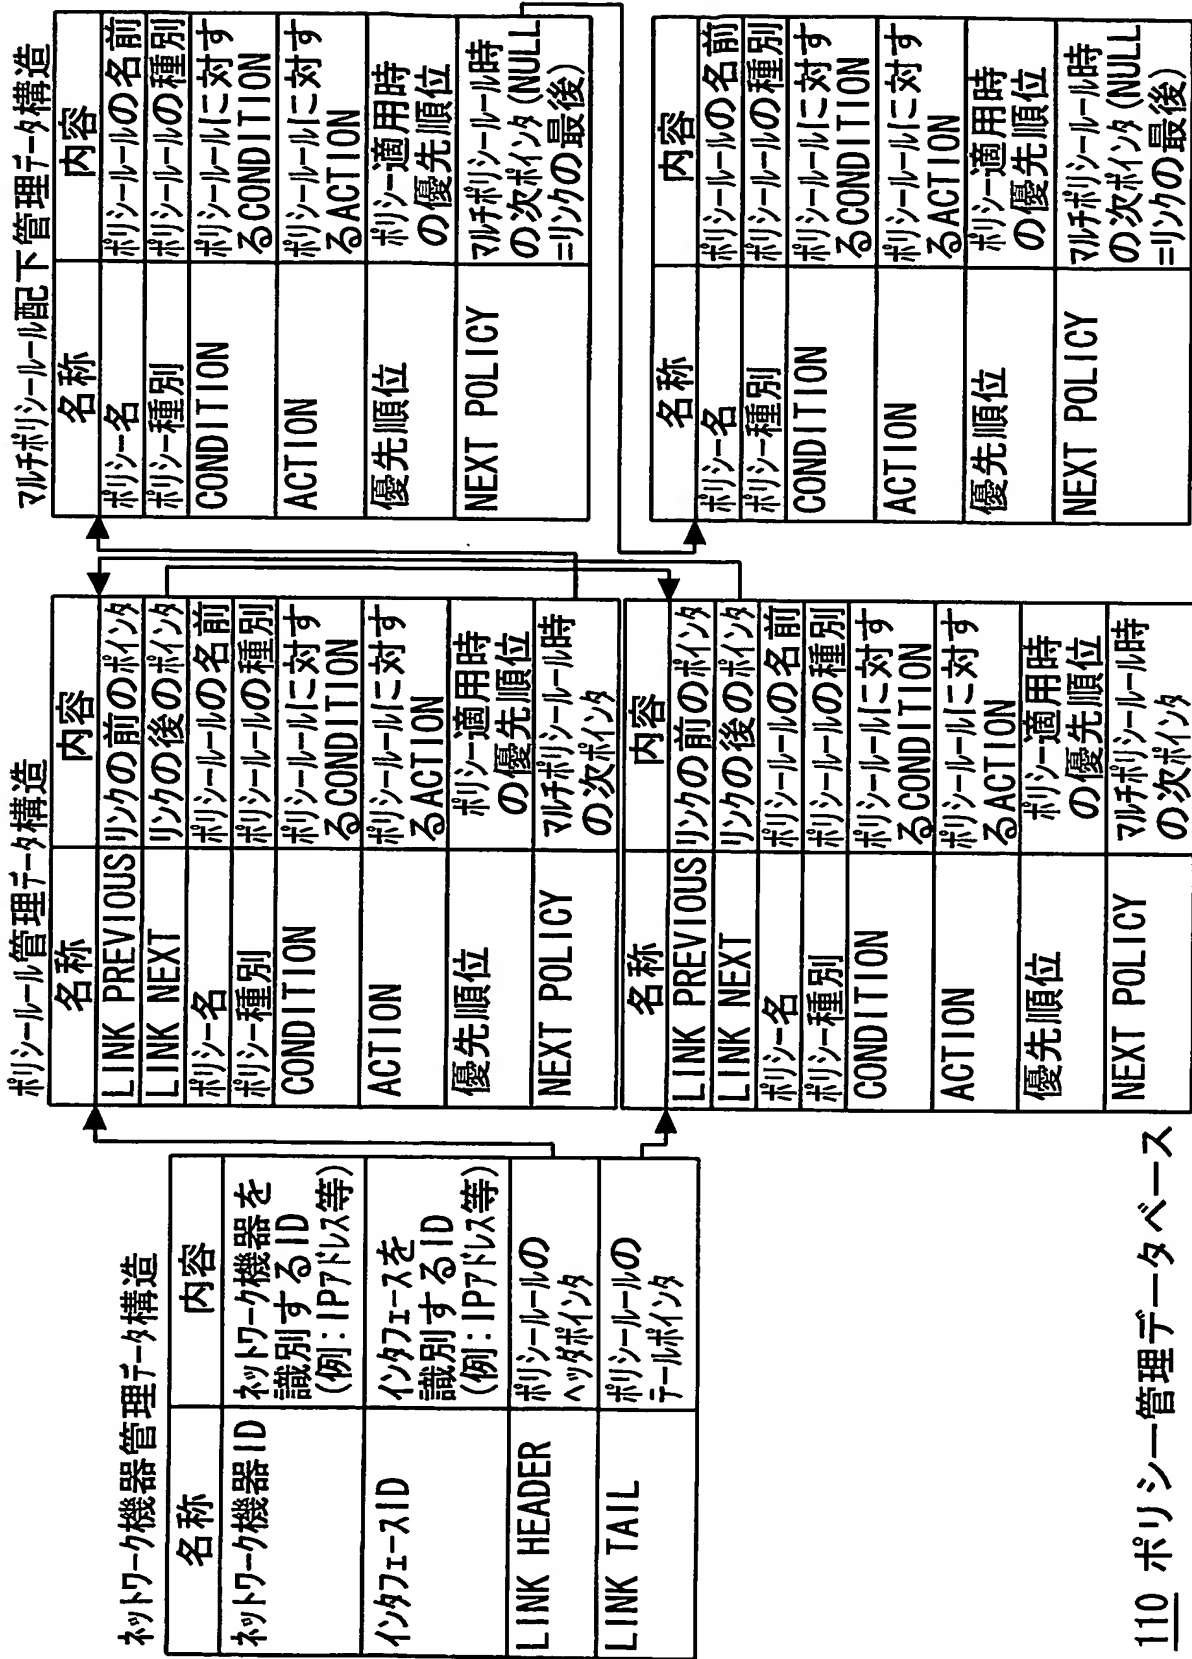 ネットワーク機器管理データ構造
名称 内容
ネットワーク機器ID ネットワーク機器を
識別するID
(例:IPアドレス等)
インタフェースID インタフェースを
識別するID
(例:IPアドレス等)
LINK HEADER ポリシールールの
ヘッダポインタ
LINK TAIL ポリシールールの
テールポインタ
ポリシールール管理データ構造
名称 内容
LINK PREVIOUS リンクの前のポインタ
LINK NEXT リンクの後のポインタ
ポリシー名 ポリシールールの名前
ポリシー種別 ポリシールールの種別
CONDITION ポリシールールに対す
るCONDITION
ACTION ポリシールールに対す
るACTION
優先順位 ポリシー適用時
の優先順位
NEXT POLICY マルチポリシールール時
の次ポインタ
名称 内容
LINK PREVIOUS リンクの前のポインタ
LINK NEXT リンクの後のポインタ
ポリシー名 ポリシールールの名前
ポリシー種別 ポリシールールの種別
CONDITION ポリシールールに対す
るCONDITION
ACTION ポリシールールに対す
るACTION
優先順位 ポリシー適用時
の優先順位
NEXT POLICY マルチポリシールール時
の次ポインタ
マルチポリシールール配下管理データ構造
名称 内容
ポリシー名 ポリシールールの名前
ポリシー種別 ポリシールールの種別
CONDITION ポリシールールに対す
るCONDITION
ACTION ポリシールールに対す
るACTION
優先順位 ポリシー適用時
の優先順位
NEXT POLICY マルチポリシールール時
の次ポインタ(NULL
=リンクの最後)
名称 内容
ポリシー名 ポリシールールの名前
ポリシー種別 ポリシールールの種別
CONDITION ポリシールールに対す
るCONDITION
ACTION ポリシールールに対す
るACTION
優先順位 ポリシー適用時
の優先順位
NEXT POLICY マルチポリシールール時
の次ポインタ(NULL
=リンクの最後)
110 ポリシー管理データベース